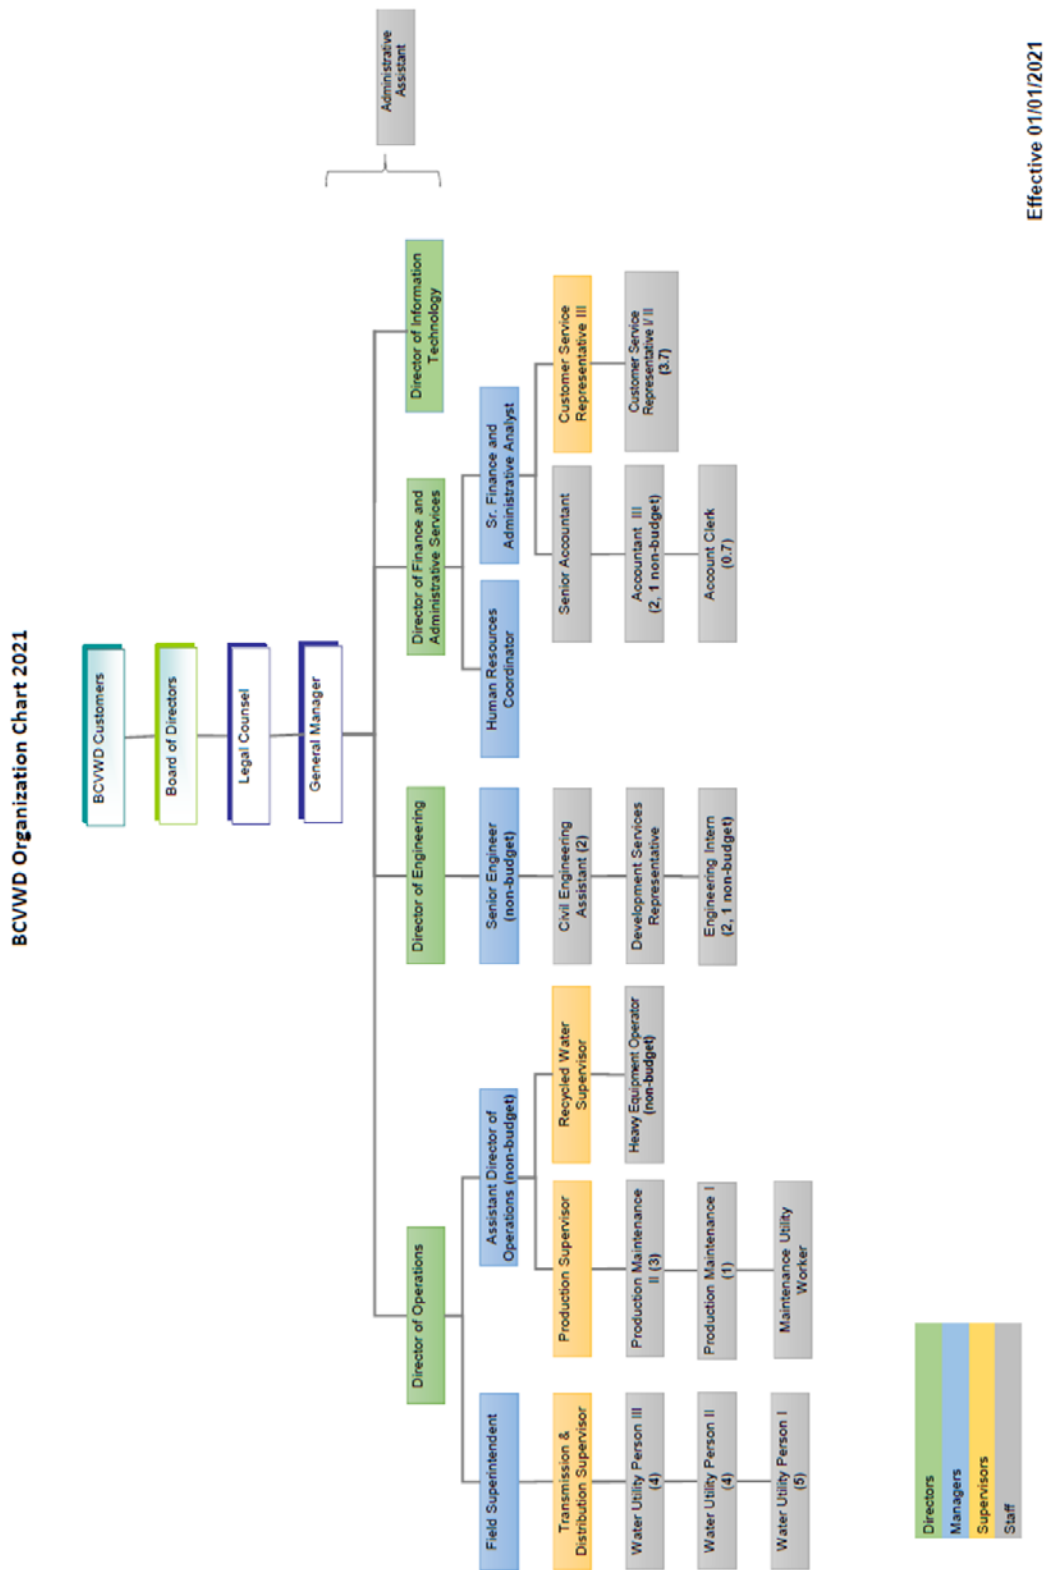 BCVWD Organization Chart 2021
BCVWD Customers
Board of Directors
Legal Counsel
General Manager
Administrative
Assistant
Director of Operations
Director of Engineering
Director of Finance and
Administrative Services
Director of Information
Technology
Field Superintendent
Assistant Director of
Operations (non-budget)
Senior Engineer
(non-budget)
Human Resources
Coordinator
Sr. Finance and
Administrative Analyst
Transmission &
Distribution Supervisor
Production Supervisor
Recycled Water
Supervisor
Civil Engineering
Assistant (2)
Senior Accountant
Customer Service
Representative III
Water Utility Person III
(4)
Production Maintenance
II (3)
Heavy Equipment Operator
(non-budget)
Development Services
Representative
Accountant III
(2, 1 non-budget)
Customer Service
Representative I/ II
(3.7)
Water Utility Person II
(4)
Production Maintenance I
(1)
Engineering Intern
(2, 1 non-budget)
Account Clerk
(0.7)
Water Utility Person I
(5)
Maintenance Utility
Worker
Directors
Managers
Supervisors
Staff
Effective 01/01/2021